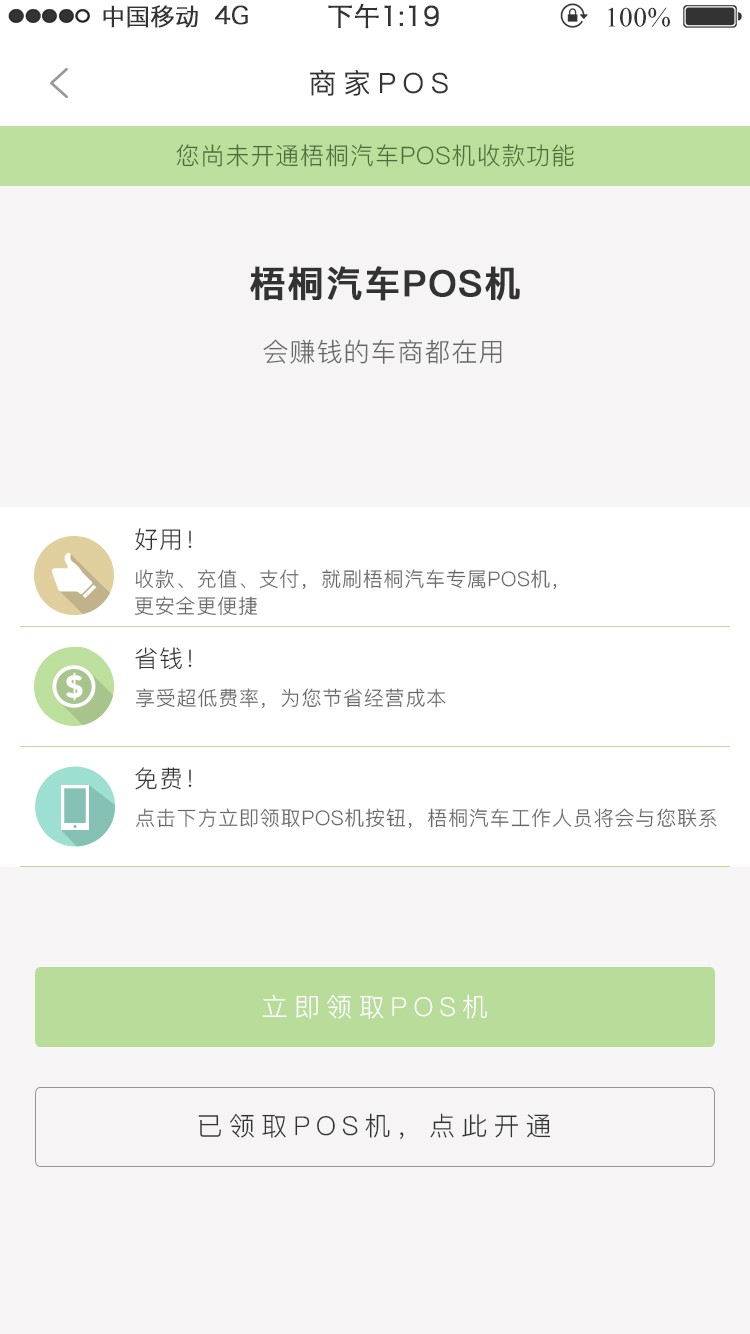 中国移动 4G 下午1:19 100%
商家POS
您尚未开通梧桐汽车POS机收款功能
梧桐汽车POS机
会赚钱的车商都在用
好用！
收款、充值、支付，就刷梧桐汽车专属POS机，
更安全更便捷
省钱！
$
享受超低费率，为您节省经营成本
免费！
点击下方立即领取POS机按钮，梧桐汽车工作人员将会与您联系
立即领取POS机
已领取POS机，点此开通